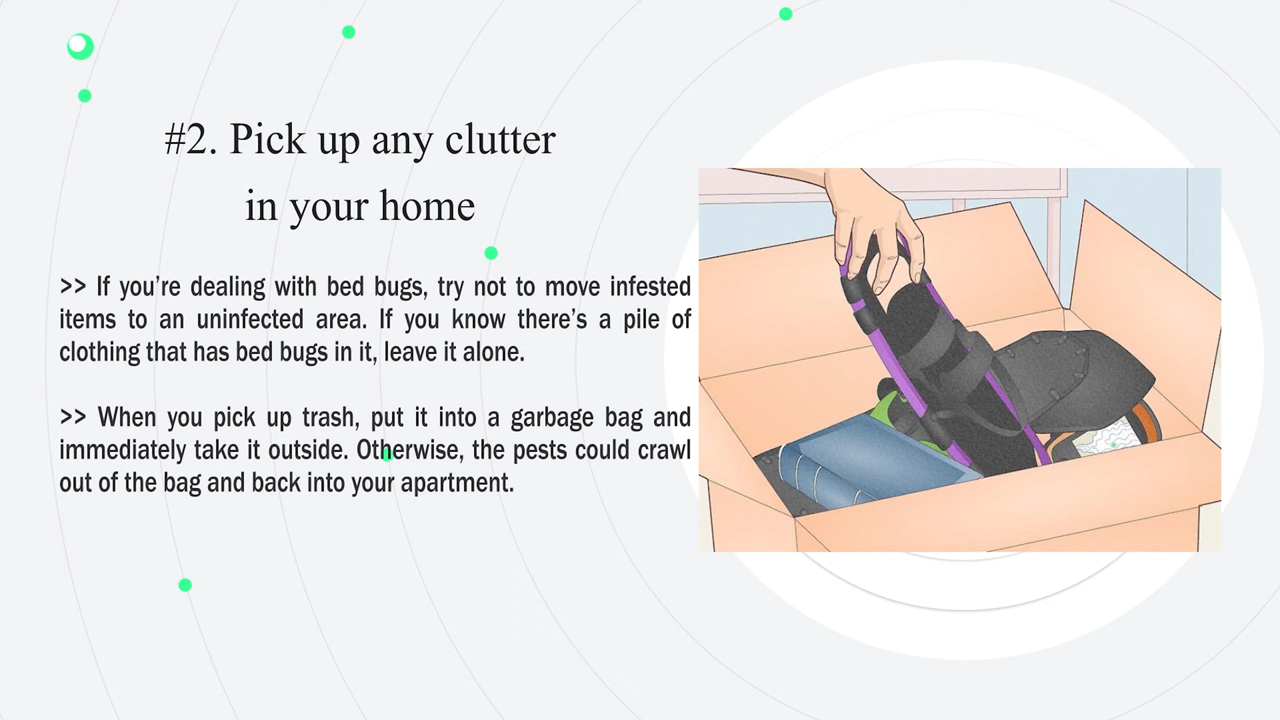 #2. Pick up any clutter
in your home
>> If you’re dealing with bed bugs, try not to move infested
items to an uninfected area. If you know there’s a pile of
clothing that has bed bugs in it, leave it alone.
>> When you pick up trash, put it into a garbage bag and
immediately take it outside. Otherwise, the pests could crawl
out of the bag and back into your apartment.